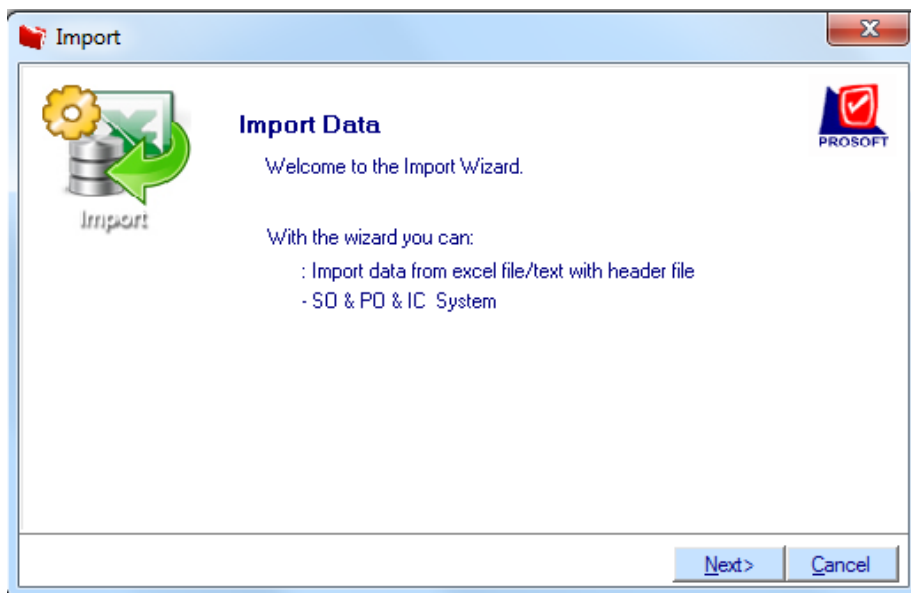 Import
Import Data
PROSOFT
Welcome to the Import Wizard.
Import
With the wizard you can:
: Import data from excel file/text with header file
- SO & PO & IC System
Next>
Cancel